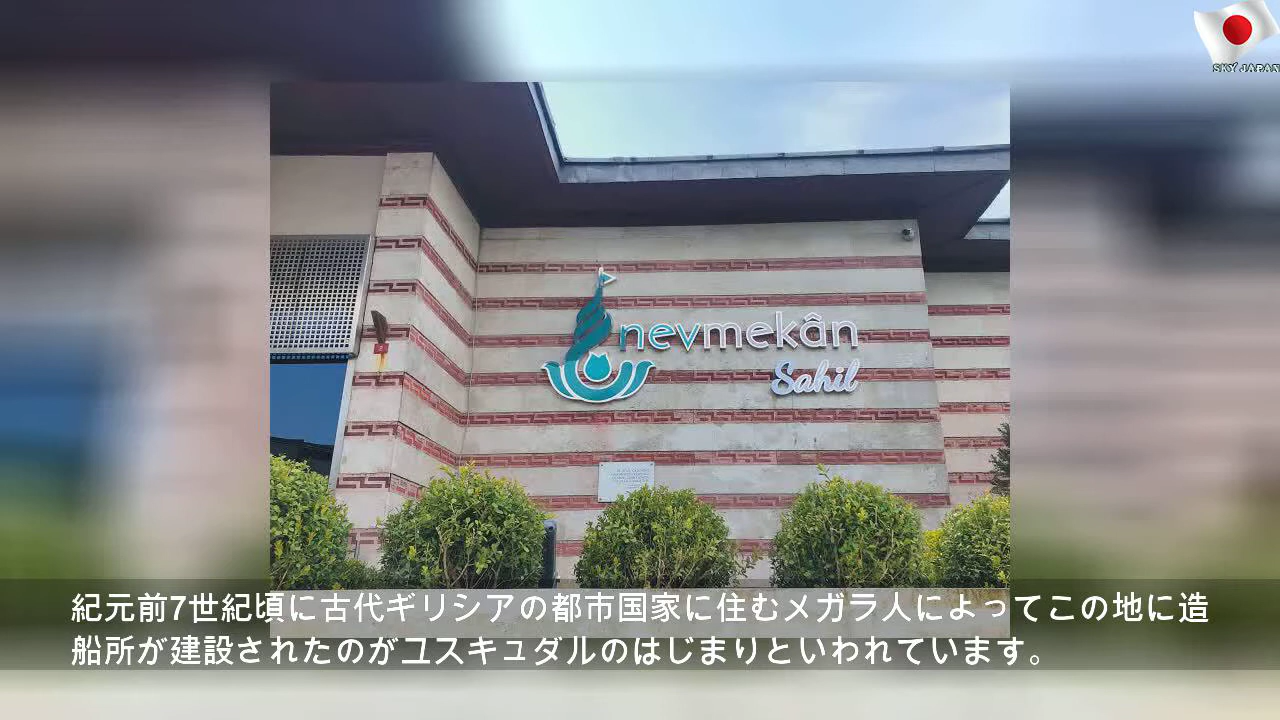 SKY JAPAN
nevmekân
Sahil
紀元前7世紀頃に古代ギリシアの都市国家に住むメガラ人によってこの地に造
船所が建設されたのがユスキュダルのはじまりといわれています。